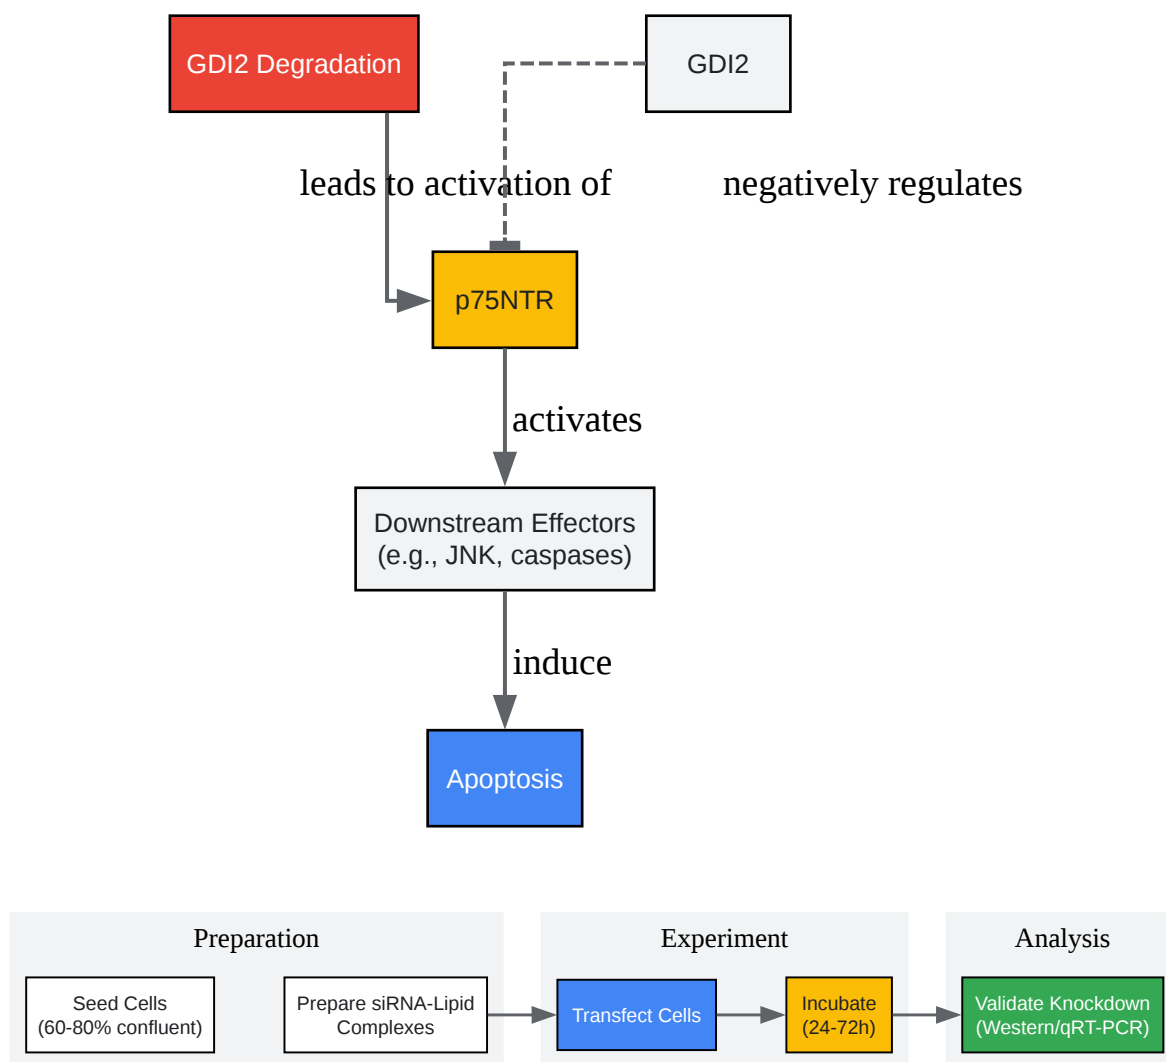 GDI2 Degradation
GDI2
leads to activation of
negatively regulates
p75NTR
activates
Downstream Effectors
(e.g., JNK, caspases)
induce
Apoptosis
Preparation
Experiment
Analysis
Seed Cells
(60-80% confluent)
Prepare siRNA-Lipid
Complexes
Transfect Cells
Incubate
(24-72h)
Validate Knockdown
(Western/qRT-PCR)